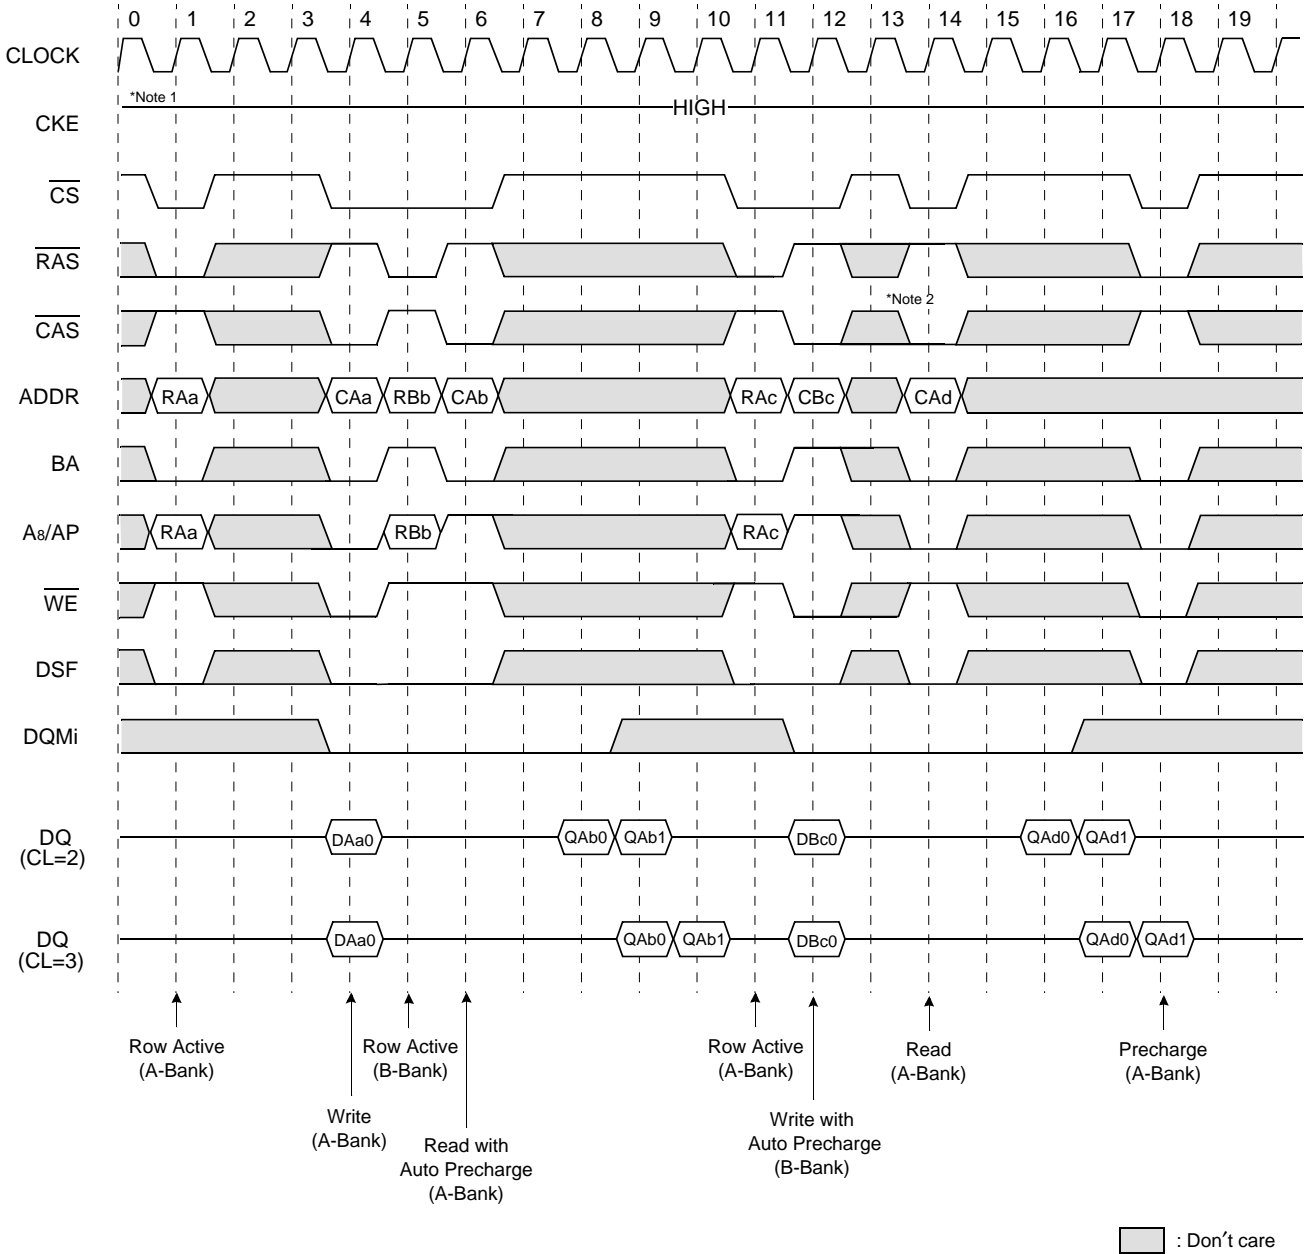 0 1 2 3 4 5 6 7 8 9 10 11 12 13 14 15 16 17 18 19
CLOCK
*Note 1
HIGH
CKE
CS
RAS
*Note 2
CAS
ADDR RAa CAa RBb CAb RAc CBc CAd
BA
A8/AP RAa RBb RAc
WE
DSF
DQMi
DQ
(CL=2)
DAa0 QAb0 QAb1 DBc0 QAd0 QAd1
DQ
(CL=3)
DAa0 QAb0 QAb1 DBc0 QAd0 QAd1
Row Active
(A-Bank)
Row Active
(B-Bank)
Row Active
(A-Bank)
Read
(A-Bank)
Precharge
(A-Bank)
Write
(A-Bank)
Read with
Auto Precharge
(A-Bank)
Write with
Auto Precharge
(B-Bank)
: Don′t care